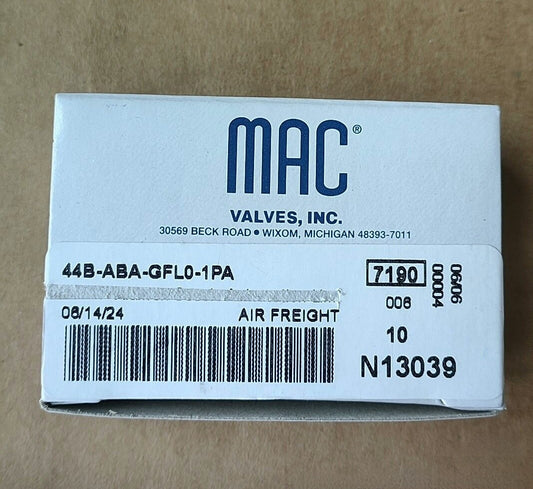 MAC®
VALVES, INC.
30569 BECK ROAD • WIXOM, MICHIGAN 48393-7011
44B-ABA-GFL0-1PA
7190
06/06
00004
006
06/14/24 AIR FREIGHT
10
N13039